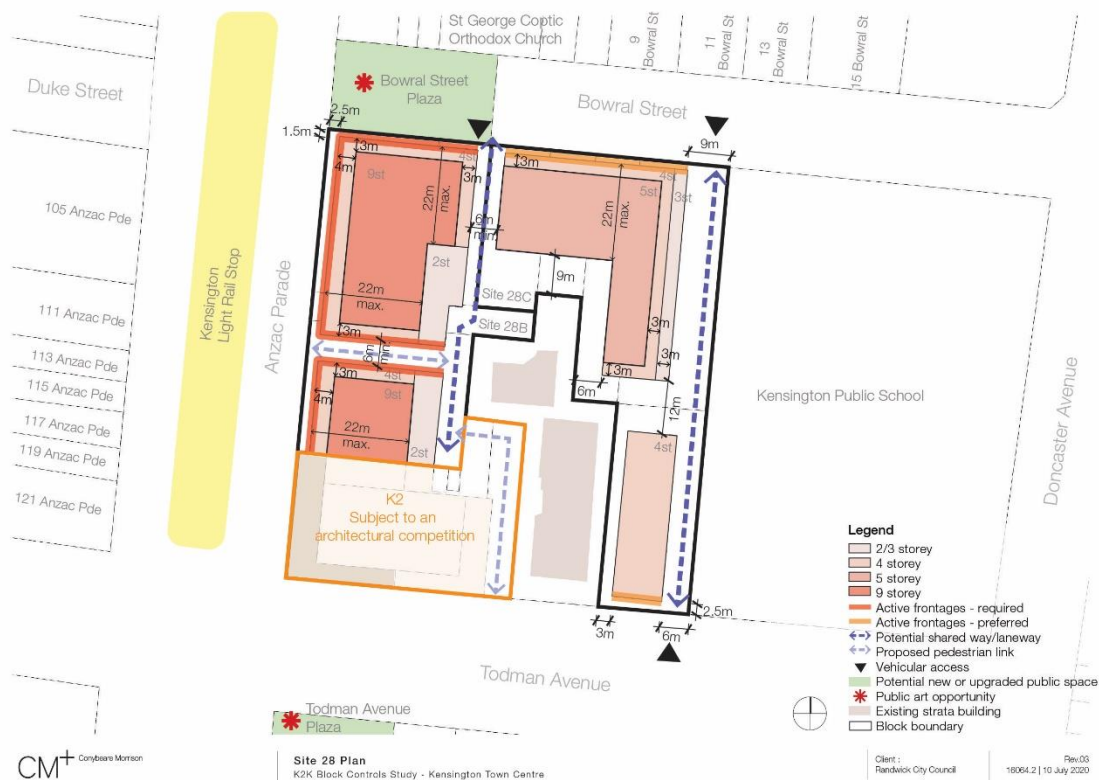 St George Coptic
Orthodox Church
9
Bowral St
11
Bowral St
13
Bowral St
15 Bowral St
Duke Street
Bowral Street
Plaza
Bowral Street
2.5m
1.5m
9m
3m
4m
4st
3m
9st
22m
max.
2st
22m
max.
3m
6m
min
3m
4st
3st
5st
22m
max.
6m
min
9m
3m
3m
3m
6m
12m
Site 28C
Site 28B
105 Anzac Pde
111 Anzac Pde
113 Anzac Pde
115 Anzac Pde
117 Anzac Pde
119 Anzac Pde
121 Anzac Pde
Kensington
Light Rail Stop
Anzac Parade
3m
4st
4m
9st
22m
max.
2st
K2
Subject to an
architectural competition
4st
Kensington Public School
Doncaster Avenue
2.5m
3m
6m
Todman Avenue
Todman Avenue
Plaza
Legend
2/3 storey
4 storey
5 storey
9 storey
Active frontages - required
Active frontages - preferred
Potential shared way/laneway
Proposed pedestrian link
Vehicular access
Potential new or upgraded public space
Public art opportunity
Existing strata building
Block boundary
CM+ Conybeare Morrison
Site 28 Plan
K2K Block Controls Study - Kensington Town Centre
Client :
Randwick City Council
Rev.03
16064.2 | 10 July 2020